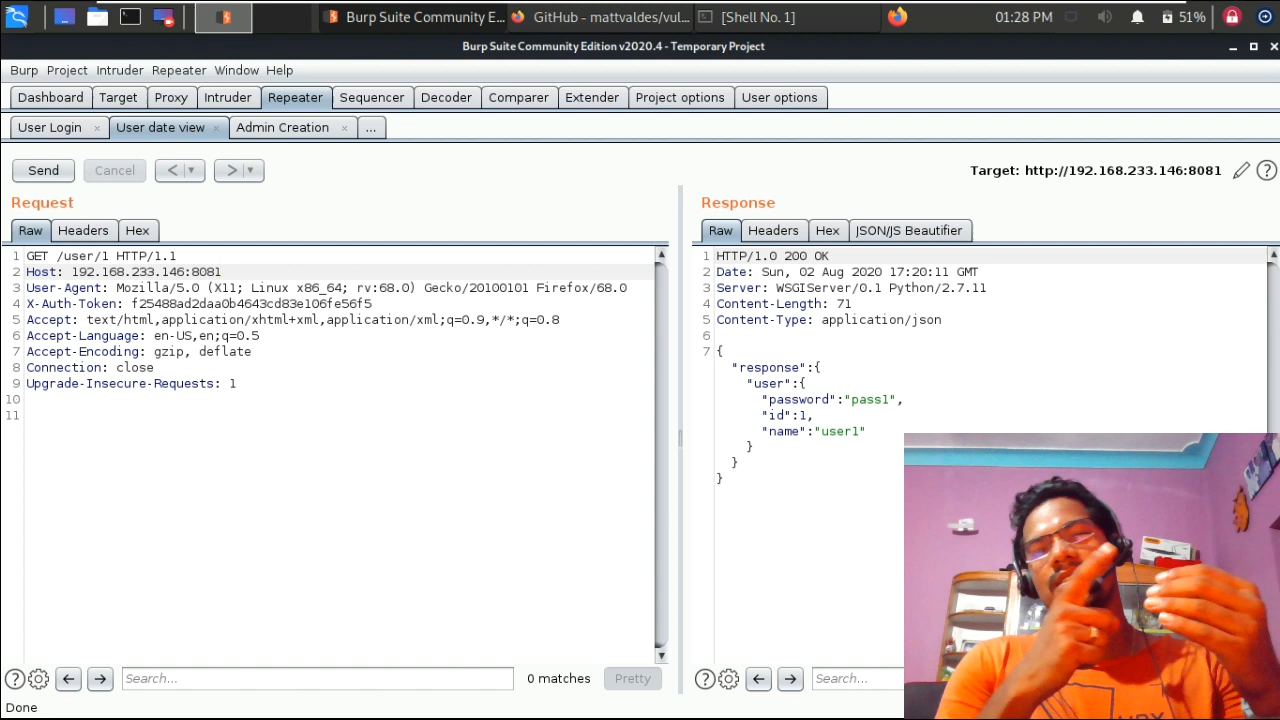 Burp Suite Community E...
GitHub - mattvaldes/vul...
[Shell No. 1]
01:28 PM
51%
Burp Suite Community Edition v2020.4 - Temporary Project
Burp Project Intruder Repeater Window Help
Dashboard Target Proxy Intruder Repeater Sequencer Decoder Comparer Extender Project options User options
User Login × User date view × Admin Creation × ...
Send Cancel < > Target: http://192.168.233.146:8081
Request
Raw Headers Hex
1 GET /user/1 HTTP/1.1
2 Host: 192.168.233.146:8081
3 User-Agent: Mozilla/5.0 (X11; Linux x86_64; rv:68.0) Gecko/20100101 Firefox/68.0
4 X-Auth-Token: f25488ad2daa0b4643cd83e106fe56f5
5 Accept: text/html,application/xhtml+xml,application/xml;q=0.9,*/*;q=0.8
6 Accept-Language: en-US,en;q=0.5
7 Accept-Encoding: gzip, deflate
8 Connection: close
9 Upgrade-Insecure-Requests: 1
10
11
Search... 0 matches Pretty
Response
Raw Headers Hex JSON/JS Beautifier
1 HTTP/1.0 200 OK
2 Date: Sun, 02 Aug 2020 17:20:11 GMT
3 Server: WSGIServer/0.1 Python/2.7.11
4 Content-Length: 71
5 Content-Type: application/json
6
7 {
"response":{
"user":{
"password":"pass1",
"id":1,
"name":"user1"
}
}
}
Search...
Done